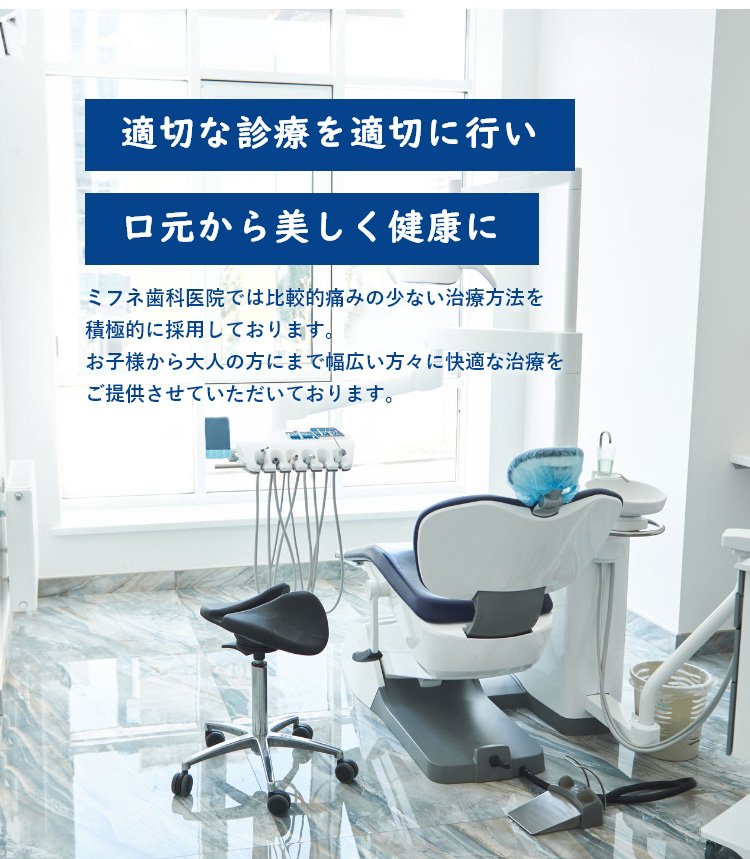 適切な診療を適切に行い
口元から美しく健康に
ミフネ歯科医院では比較的痛みの少ない治療方法を
積極的に採用しております。
お子様から大人の方にまで幅広い方々に快適な治療を
ご提供させていただいております。